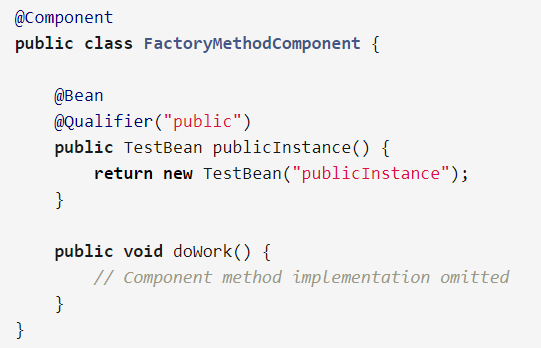 @Component
public class FactoryMethodComponent {

    @Bean
    @Qualifier("public")
    public TestBean publicInstance() {
        return new TestBean("publicInstance");
    }

    public void doWork() {
        // Component method implementation omitted
    }
}